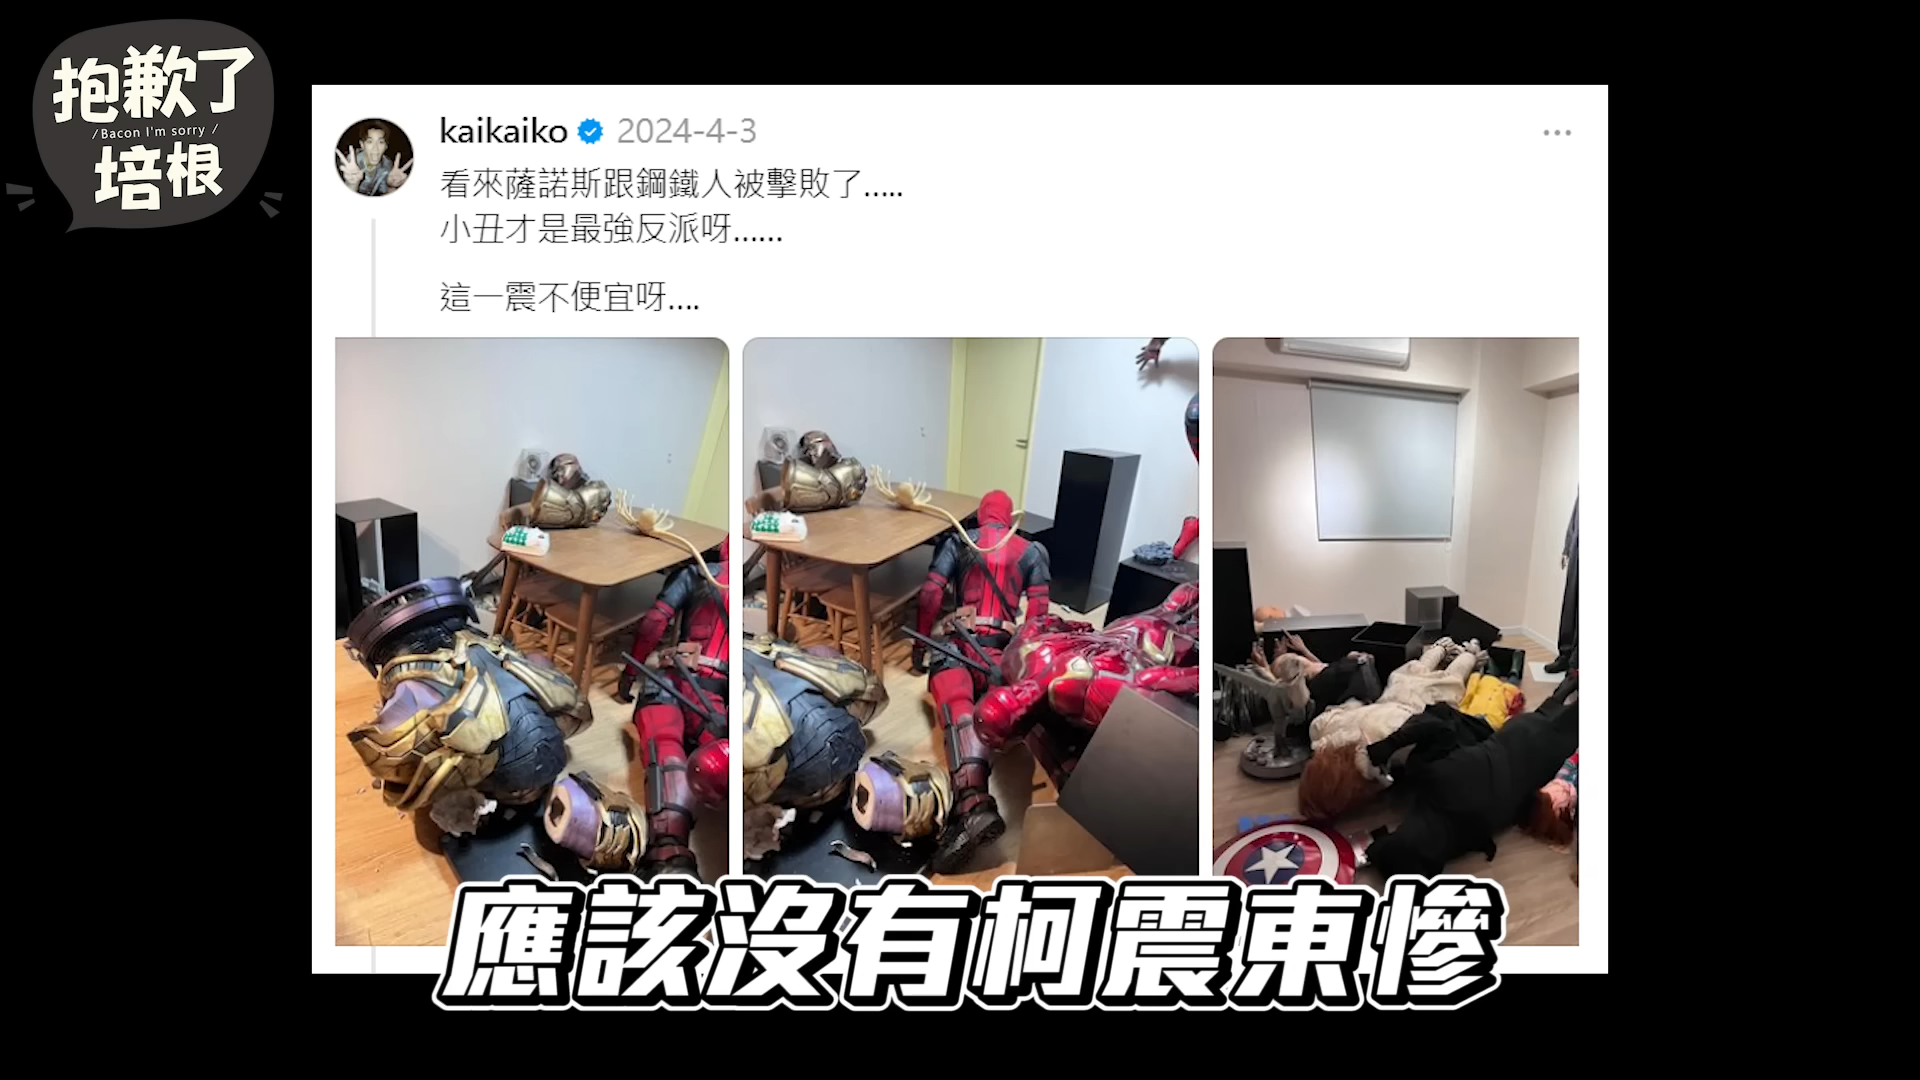 抱歉了
/Bacon I'm sorry/
培根
kaikaiko 2024-4-3
看來薩諾斯跟鋼鐵人被擊敗了.....
小丑才是最強反派呀......
這一震不便宜呀....
應該沒有柯震東慘